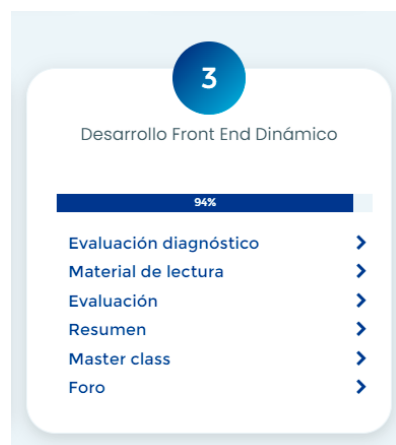 3
Desarrollo Front End Dinámico
94%
Evaluación diagnóstico
Material de lectura
Evaluación
Resumen
Master class
Foro